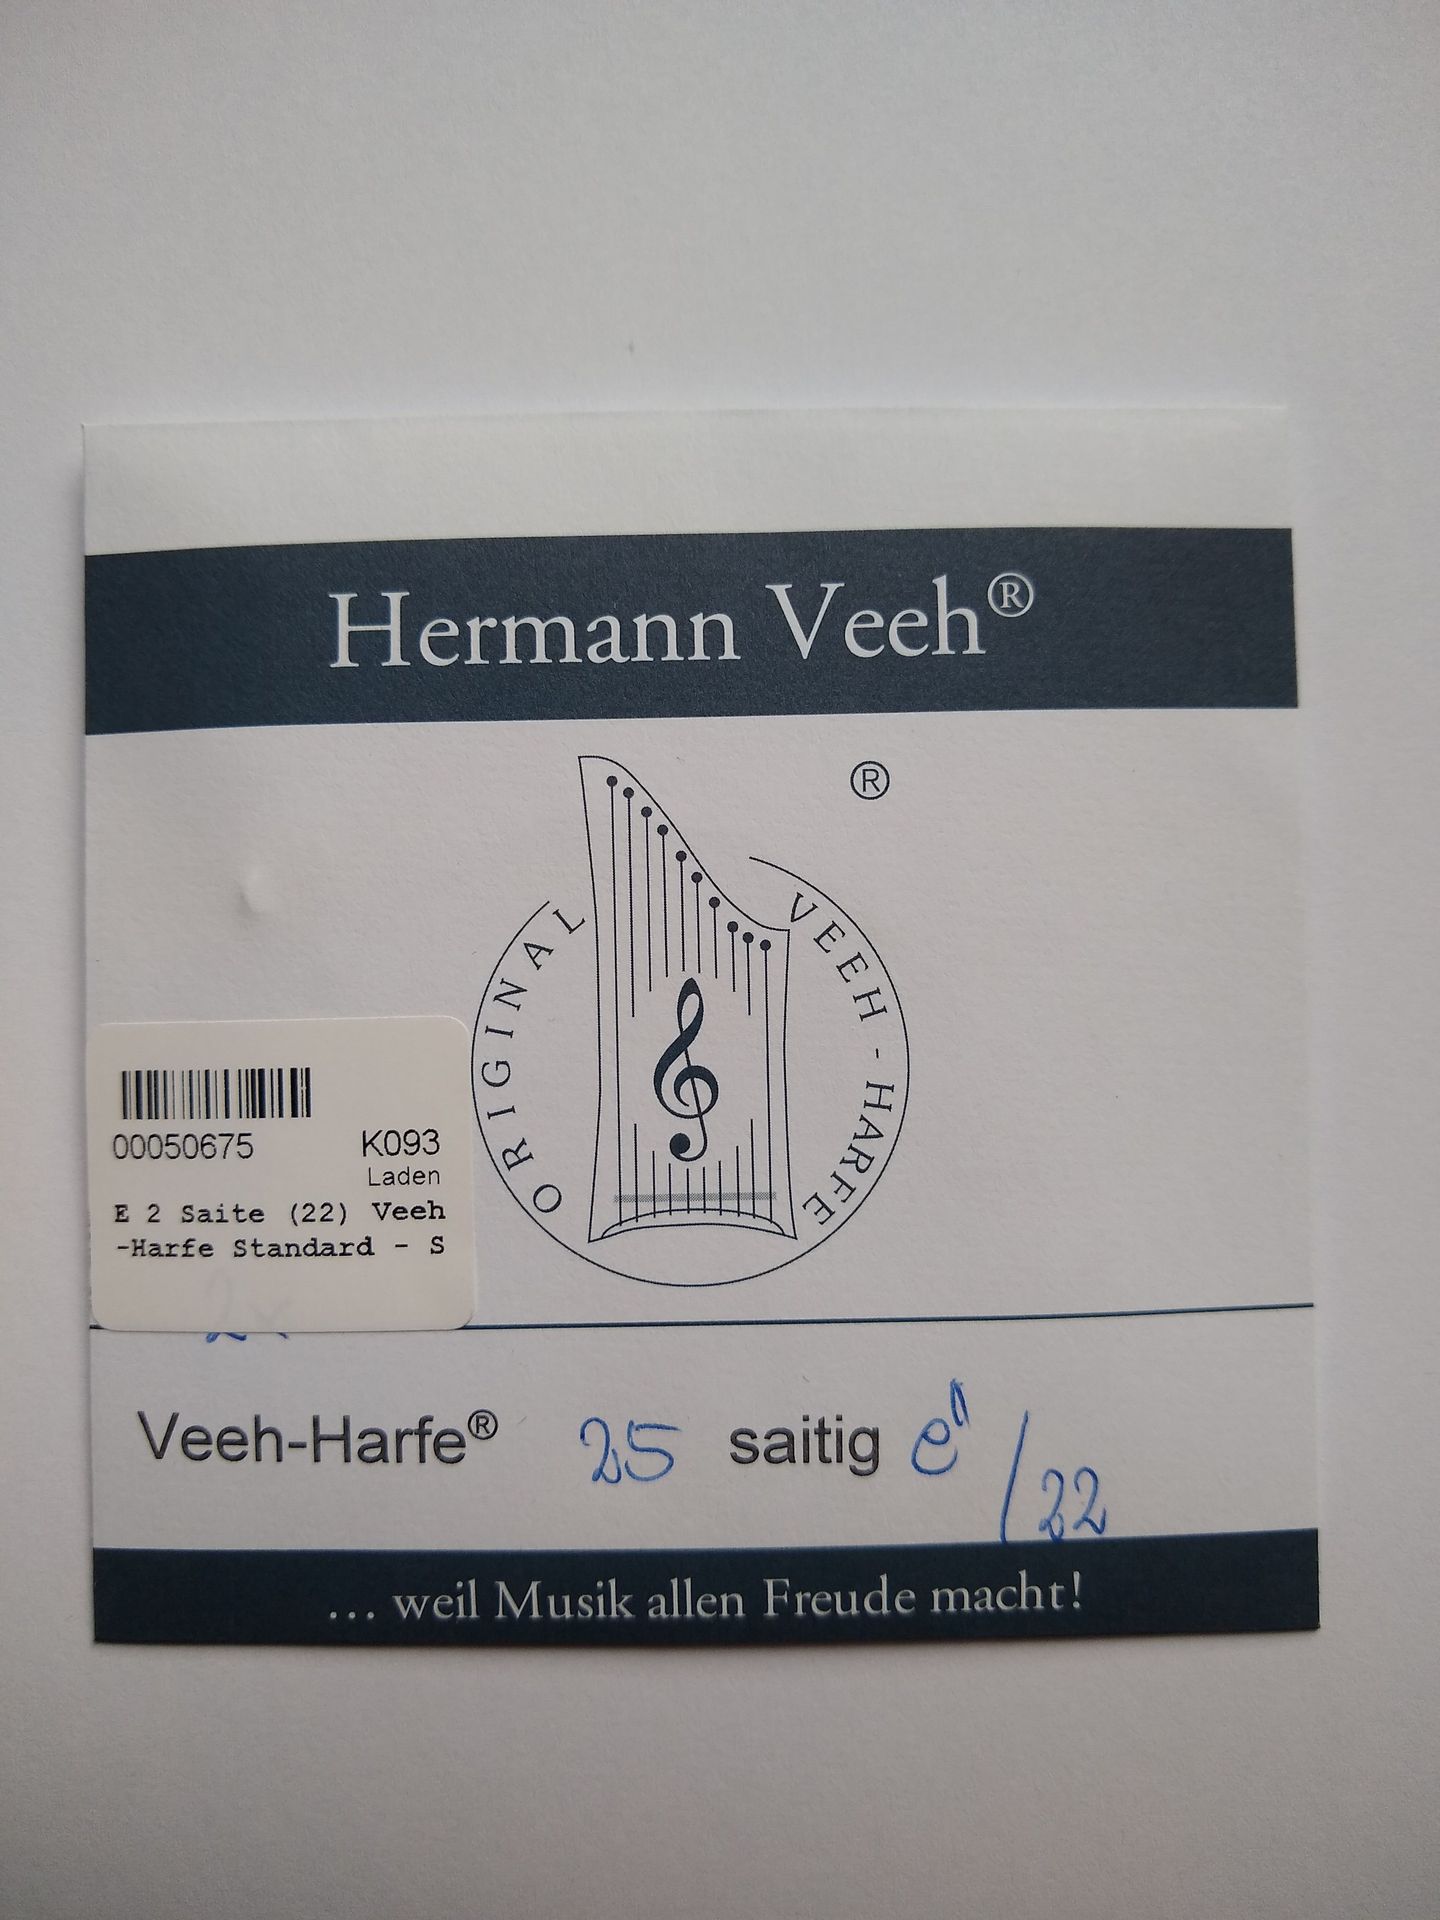 Hermann Veeh®
®
ORIGINAL VEEH-HARFE
00050675 K093
Laden
E 2 Saite (22) Veeh
-Harfe Standard - S
2x
Veeh-Harfe® 25 saitig e'' /22
... weil Musik allen Freude macht!